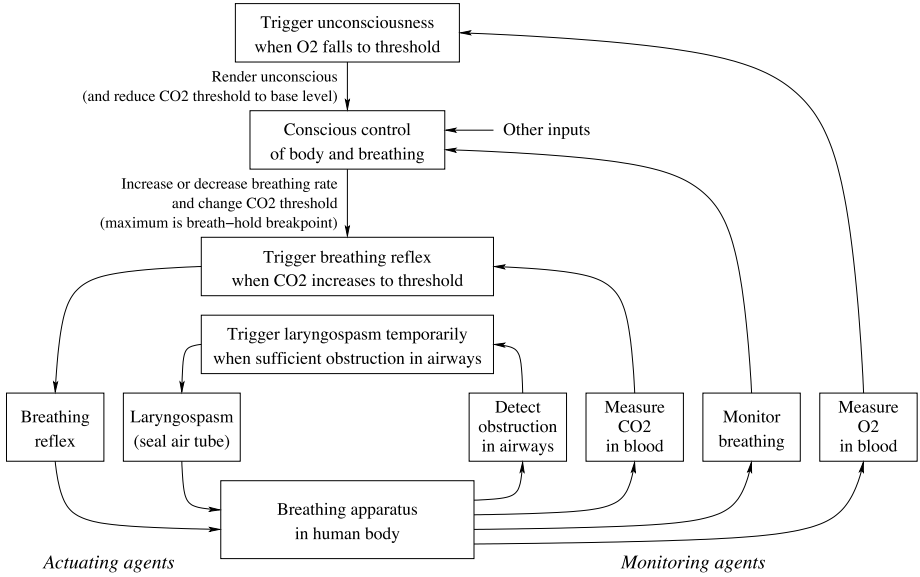 Trigger unconsciousness
when O2 falls to threshold
Render unconscious
(and reduce CO2 threshold to base level)
Conscious control
of body and breathing
Other inputs
Increase or decrease breathing rate
and change CO2 threshold
(maximum is breath−hold breakpoint)
Trigger breathing reflex
when CO2 increases to threshold
Trigger laryngospasm temporarily
when sufficient obstruction in airways
Breathing
reflex
Laryngospasm
(seal air tube)
Detect
obstruction
in airways
Measure
CO2
in blood
Monitor
breathing
Measure
O2
in blood
Breathing apparatus
in human body
Actuating agents
Monitoring agents